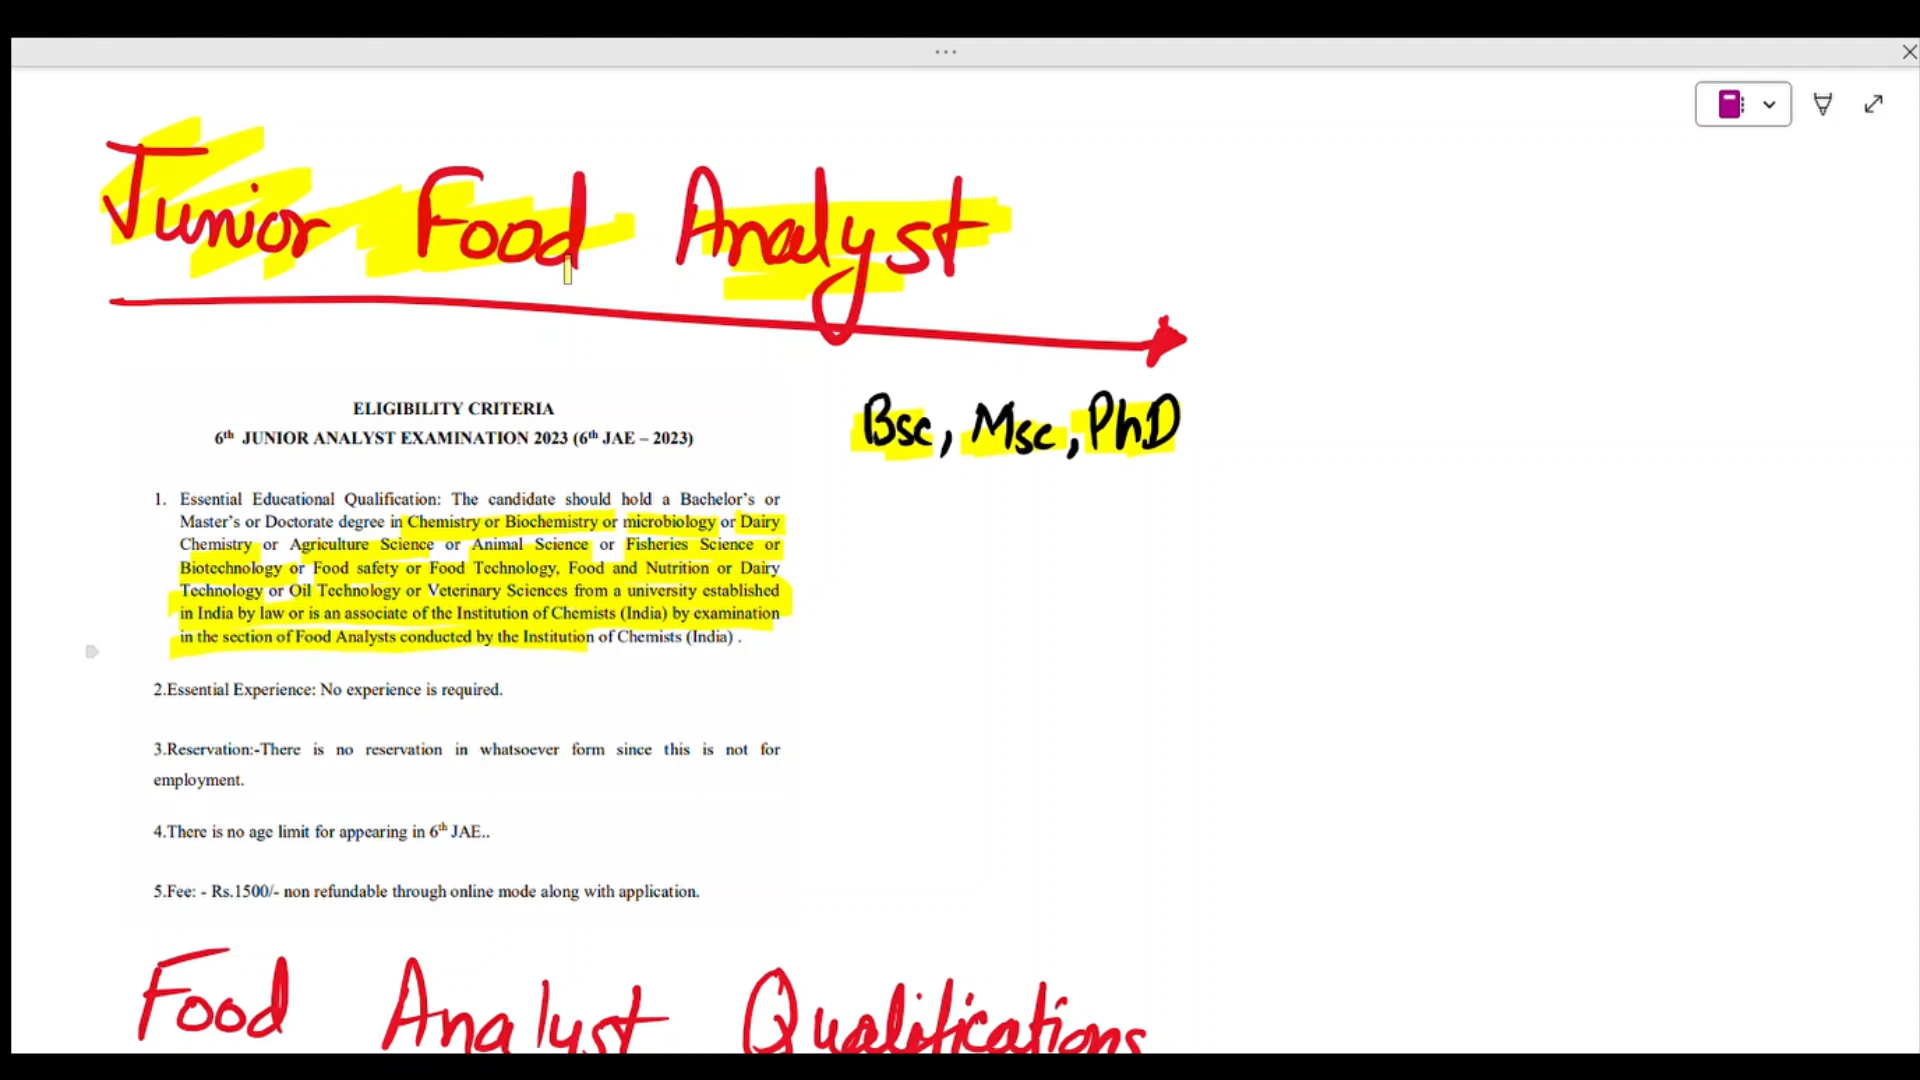 Junior Food Analyst
ELIGIBILITY CRITERIA
6th JUNIOR ANALYST EXAMINATION 2023 (6th JAE – 2023)
Bsc, Msc, PhD
1. Essential Educational Qualification: The candidate should hold a Bachelor's or
Master's or Doctorate degree in Chemistry or Biochemistry or microbiology or Dairy
Chemistry or Agriculture Science or Animal Science or Fisheries Science or
Biotechnology or Food safety or Food Technology, Food and Nutrition or Dairy
Technology or Oil Technology or Veterinary Sciences from a university established
in India by law or is an associate of the Institution of Chemists (India) by examination
in the section of Food Analysts conducted by the Institution of Chemists (India) .
2.Essential Experience: No experience is required.
3.Reservation:-There is no reservation in whatsoever form since this is not for
employment.
4.There is no age limit for appearing in 6th JAE..
5.Fee: - Rs.1500/- non refundable through online mode along with application.
Food Analyst Qualifications